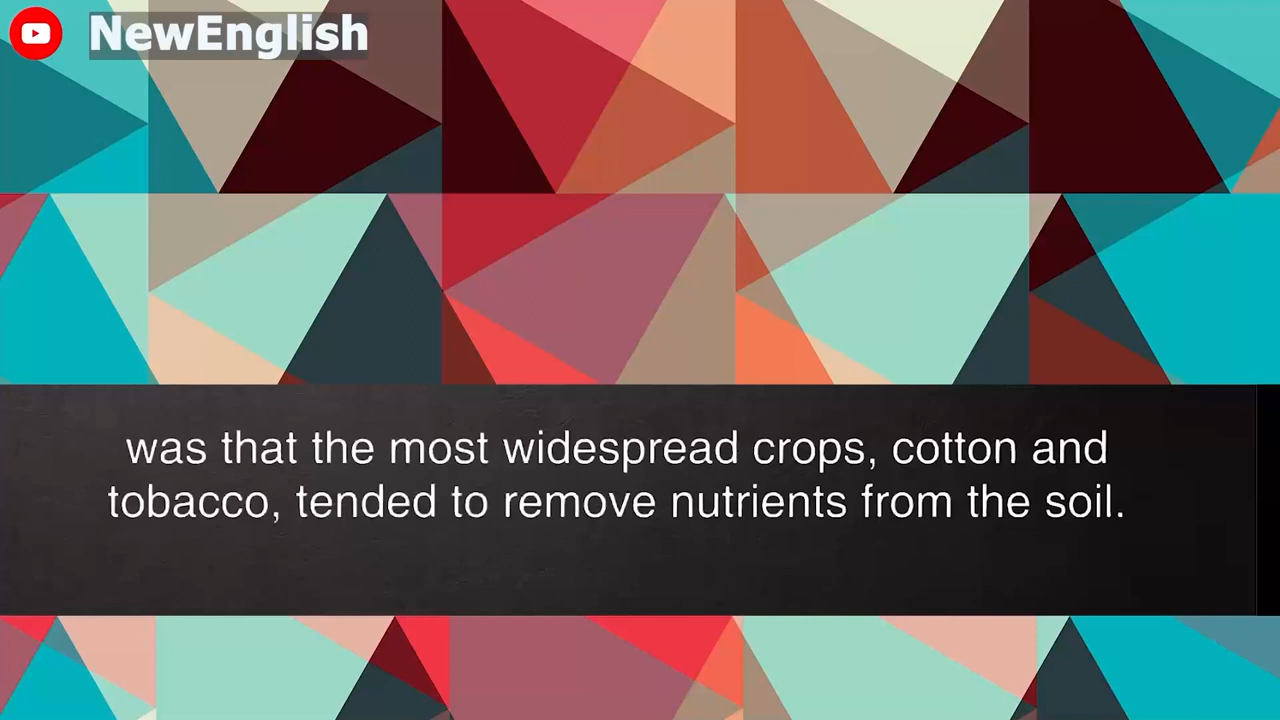 NewEnglish
was that the most widespread crops, cotton and
tobacco, tended to remove nutrients from the soil.